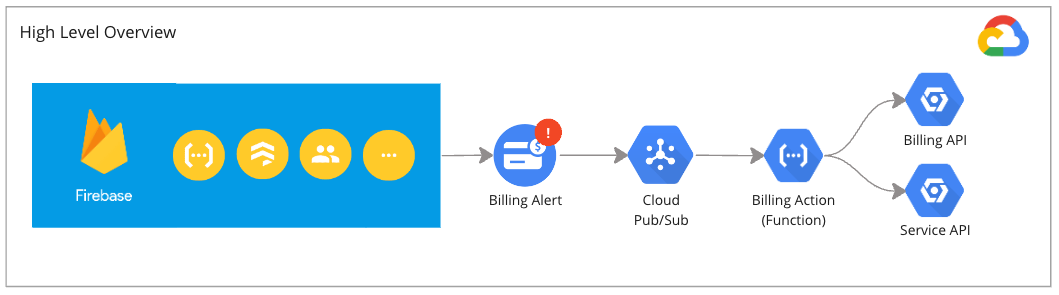 High Level Overview
Firebase
Billing Alert
Cloud
Pub/Sub
Billing Action
(Function)
Billing API
Service API